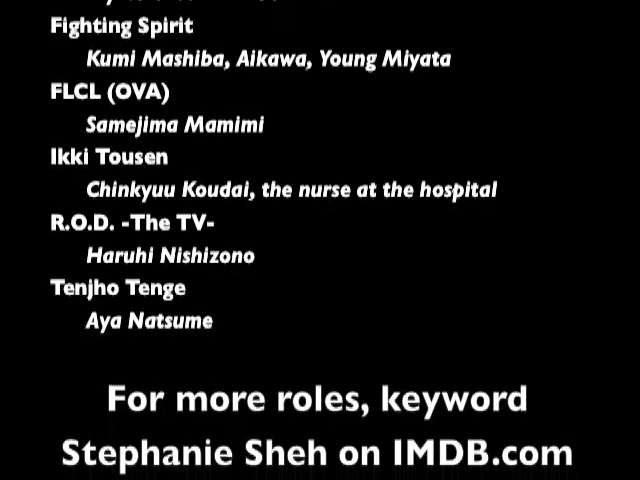 Fighting Spirit
Kumi Mashiba, Aikawa, Young Miyata
FLCL (OVA)
Samejima Mamimi
Ikki Tousen
Chinkyuu Koudai, the nurse at the hospital
R.O.D. -The TV-
Haruhi Nishizono
Tenjho Tenge
Aya Natsume
For more roles, keyword
Stephanie Sheh on IMDB.com